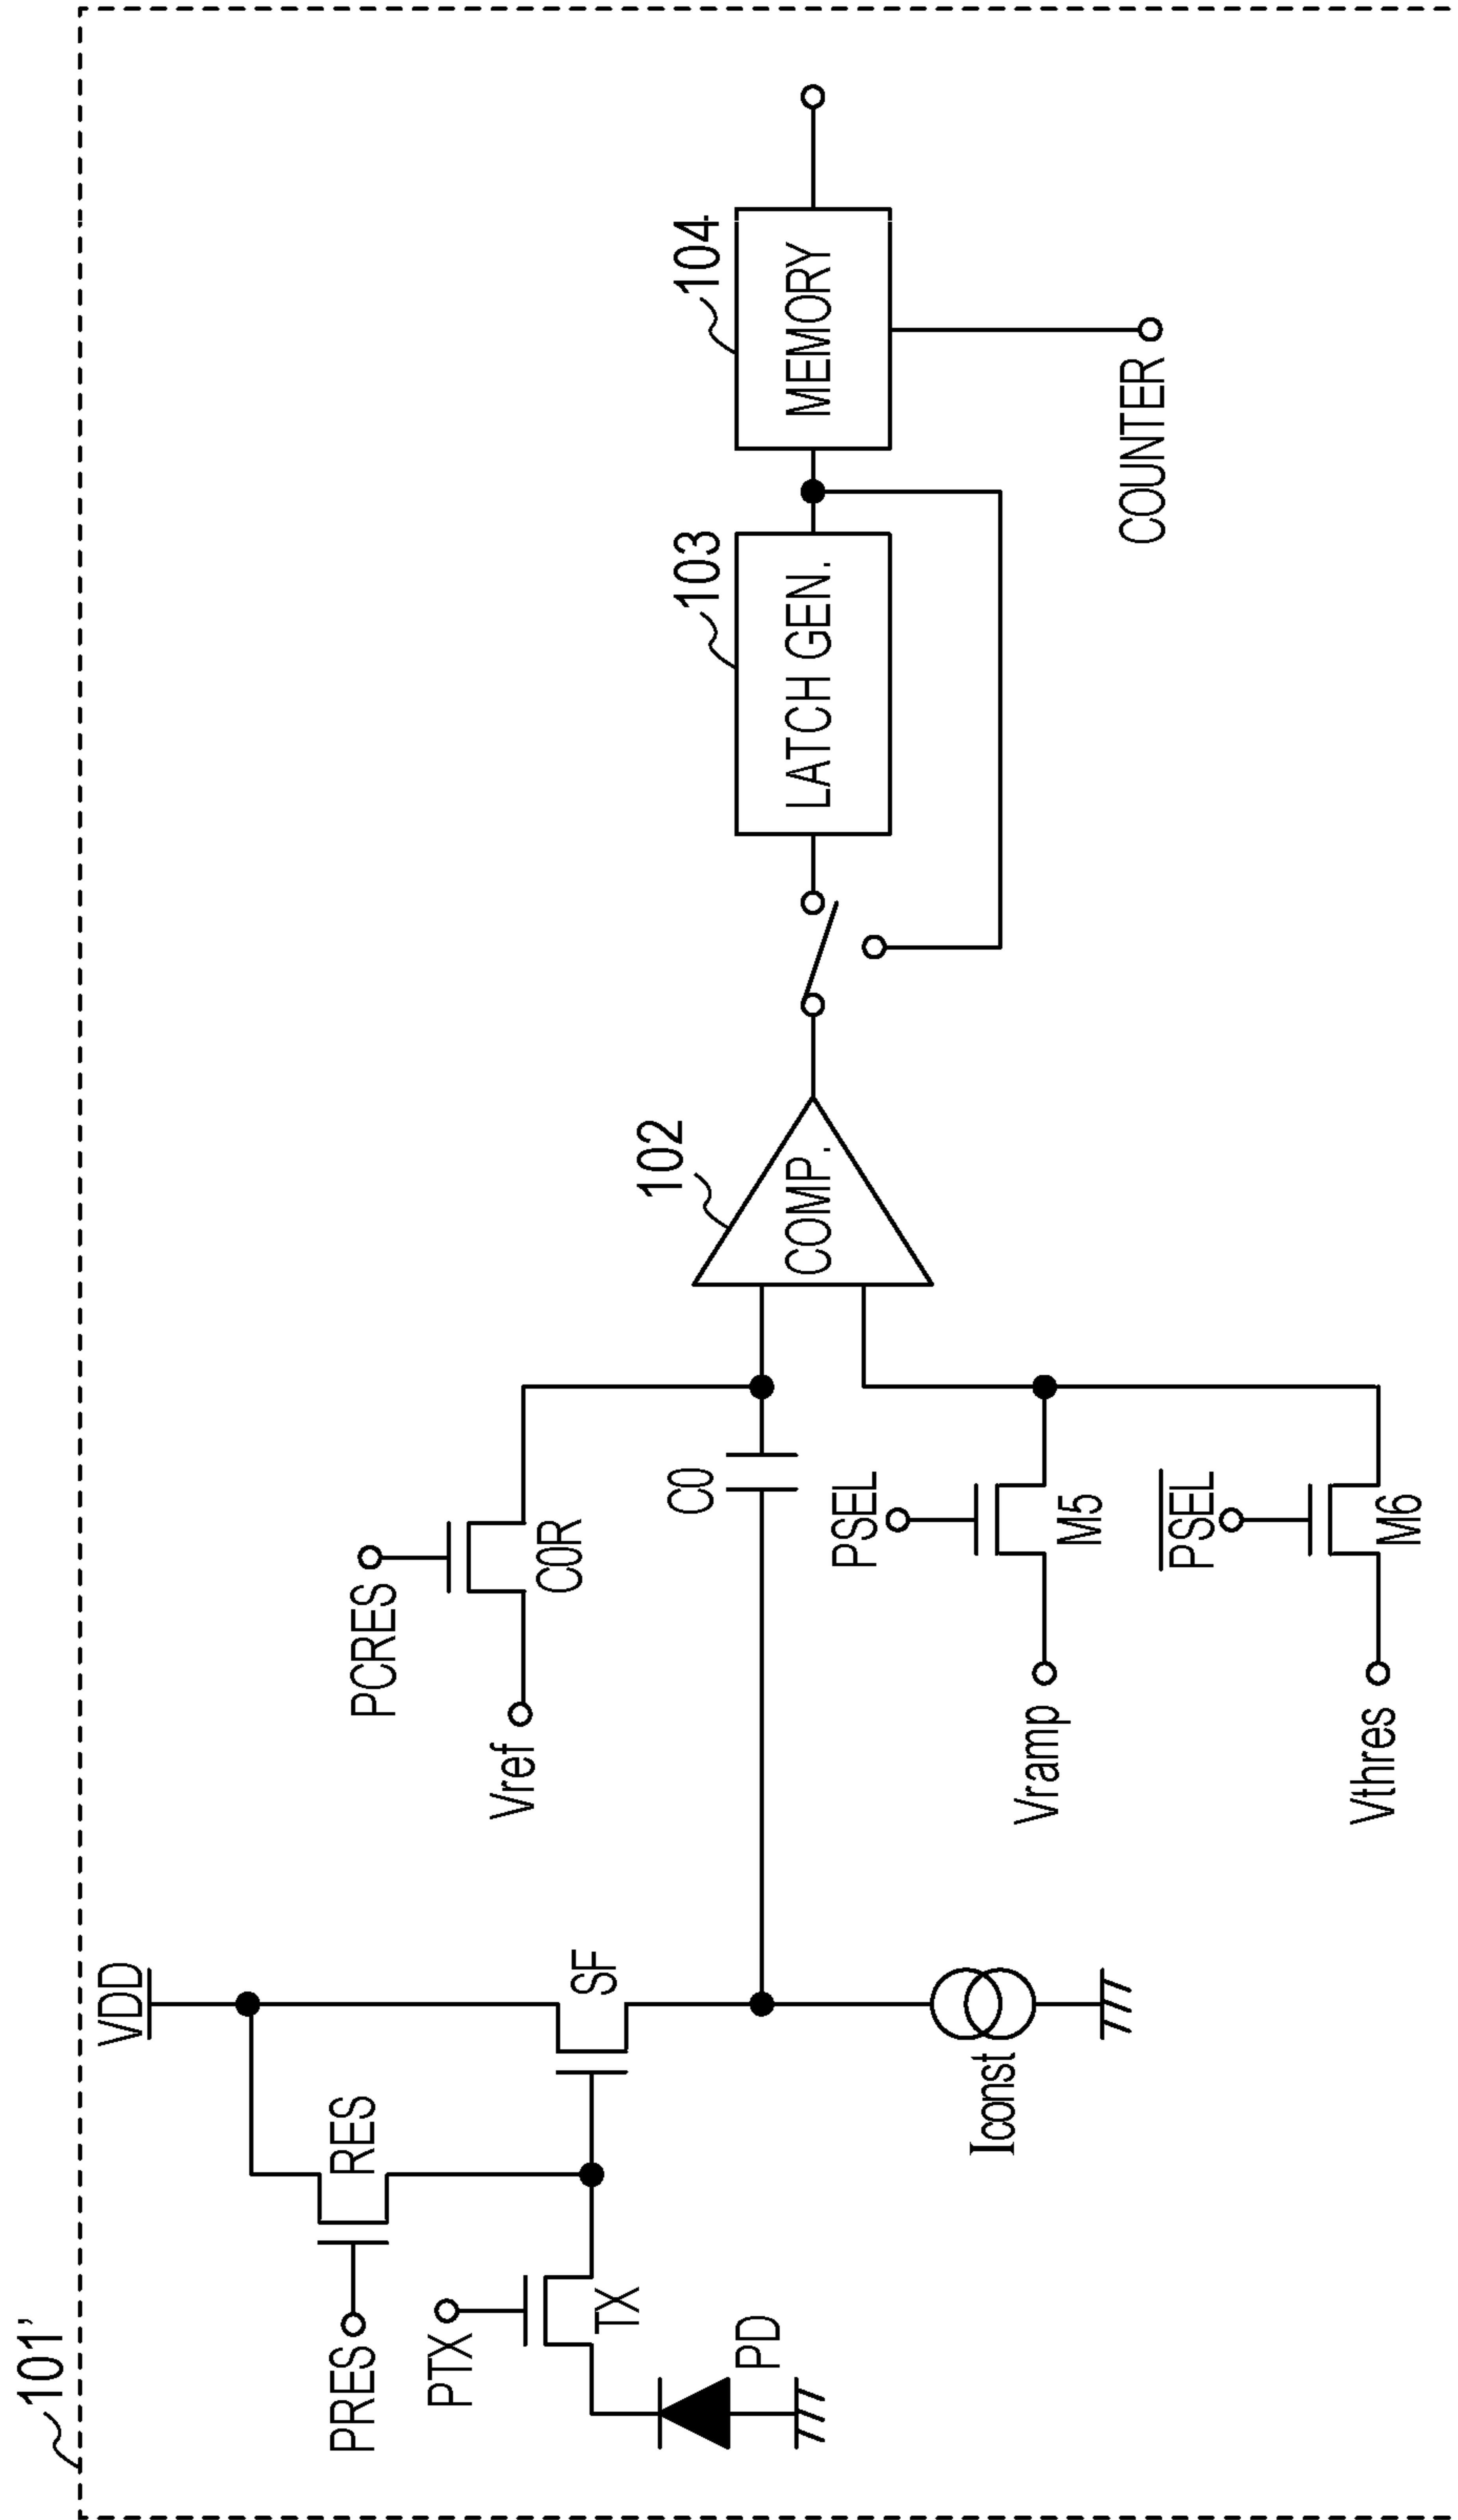 101'
VDD
PRES
RES
PTX
TX
PD
SF
Iconst
PCRES
Vref
C0R
C0
PSEL
M5
Vramp
PSEL
M6
Vthres
102
COMP.
103
LATCH GEN.
104
MEMORY
COUNTER